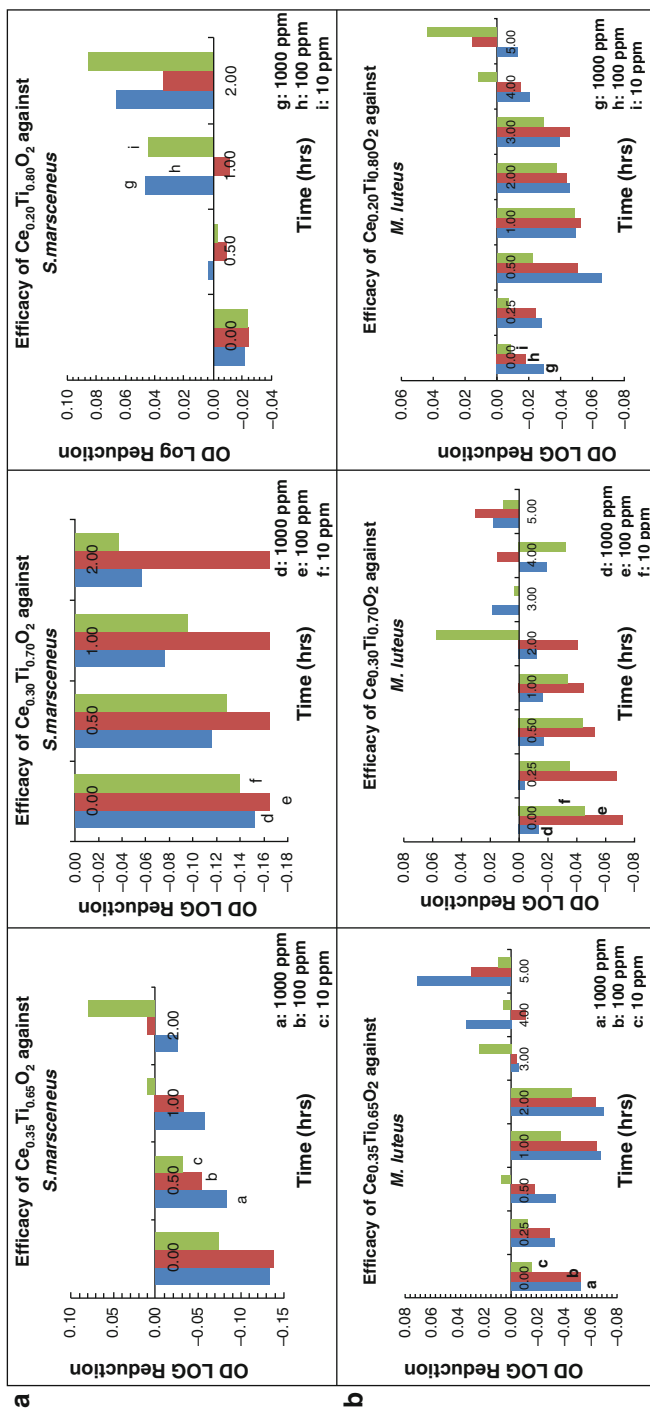 a
Efficacy of Ce0.35Ti0.65O2 against
S.marsceneus
OD LOG Reduction
0.10
0.05
0.00
−0.05
−0.10
−0.15
0.00
0.50
1.00
2.00
a
b
c
Time (hrs)
a: 1000 ppm
b: 100 ppm
c: 10 ppm
Efficacy of Ce0.30Ti0.70O2 against
S.marsceneus
OD LOG Reduction
0.00
−0.02
−0.04
−0.06
−0.08
−0.10
−0.12
−0.14
−0.16
−0.18
0.00
0.50
1.00
2.00
d
e
f
Time (hrs)
d: 1000 ppm
e: 100 ppm
f: 10 ppm
Efficacy of Ce0.20Ti0.80O2 against
S.marsceneus
OD Log Reduction
0.10
0.08
0.06
0.04
0.02
0.00
−0.02
−0.04
0.00
0.50
1.00
2.00
g
h
i
Time (hrs)
g: 1000 ppm
h: 100 ppm
i: 10 ppm
b
Efficacy of Ce0.35Ti0.65O2 against
M. luteus
OD LOG Reduction
0.08
0.06
0.04
0.02
0.00
−0.02
−0.04
−0.06
−0.08
0.00
0.25
0.50
1.00
2.00
3.00
4.00
5.00
a
b
c
Time (hrs)
a: 1000 ppm
b: 100 ppm
c: 10 ppm
Efficacy of Ce0.30Ti0.70O2 against
M. luteus
OD LOG Reduction
0.08
0.06
0.04
0.02
0.00
−0.02
−0.04
−0.06
−0.08
0.00
0.25
0.50
1.00
2.00
3.00
4.00
5.00
d
e
f
Time (hrs)
d: 1000 ppm
e: 100 ppm
f: 10 ppm
Efficacy of Ce0.20Ti0.80O2 against
M. luteus
OD LOG Reduction
0.06
0.04
0.02
0.00
−0.02
−0.04
−0.06
−0.08
0.00
0.25
0.50
1.00
2.00
3.00
4.00
5.00
g
h
i
Time (hrs)
g: 1000 ppm
h: 100 ppm
i: 10 ppm